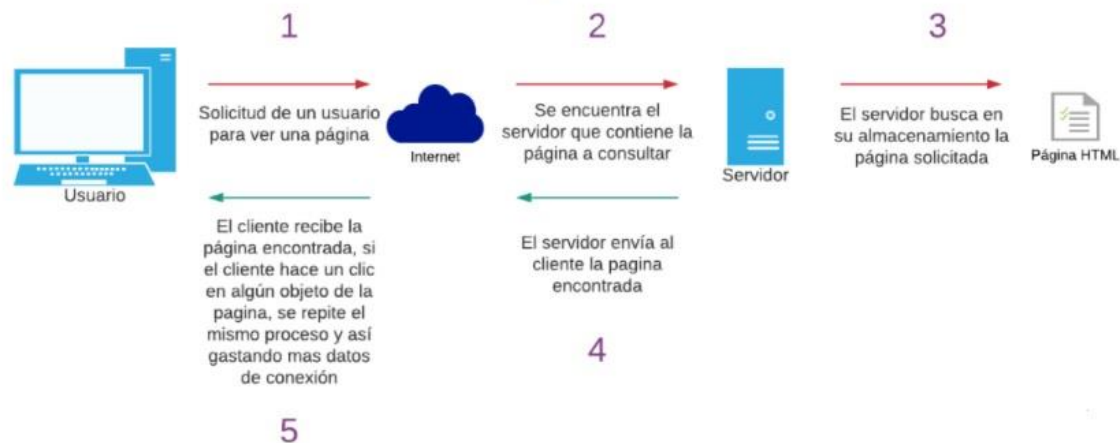 1
2
3
Solicitud de un usuario
para ver una página
Internet
Se encuentra el
servidor que contiene la
página a consultar
Servidor
El servidor busca en
su almacenamiento la
página solicitada
Página HTML
Usuario
El cliente recibe la
página encontrada, si
el cliente hace un clic
en algún objeto de la
pagina, se repite el
mismo proceso y así
gastando mas datos
de conexión
El servidor envía al
cliente la pagina
encontrada
4
5